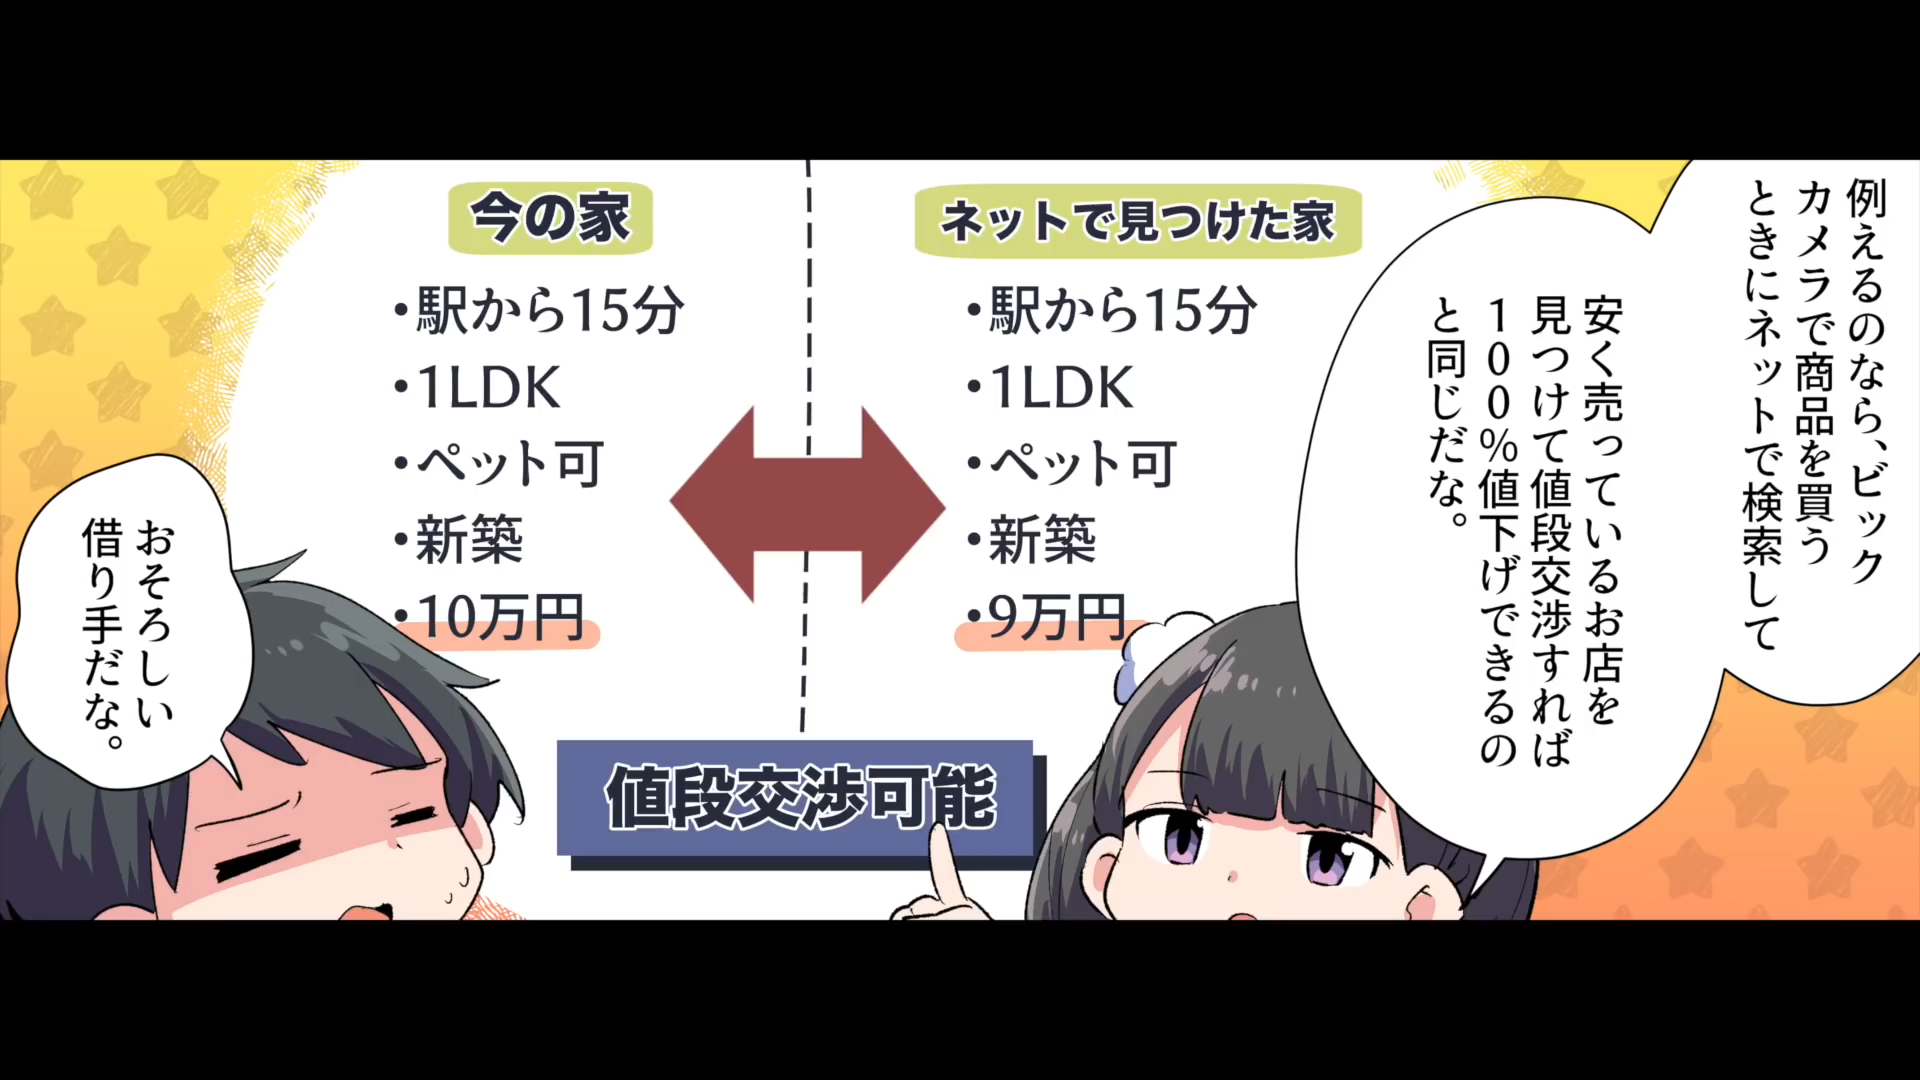 例えるのなら、ビック
カメラで商品を買う
ときにネットで検索して
安く売っているお店を
見つけて値段交渉すれば
100%値下げできるの
と同じだな。
ネットで見つけた家
・駅から15分
・1LDK
・ペット可
・新築
・9万円
今の家
・駅から15分
・1LDK
・ペット可
・新築
・10万円
値段交渉可能
おそろしい
借り手だな。